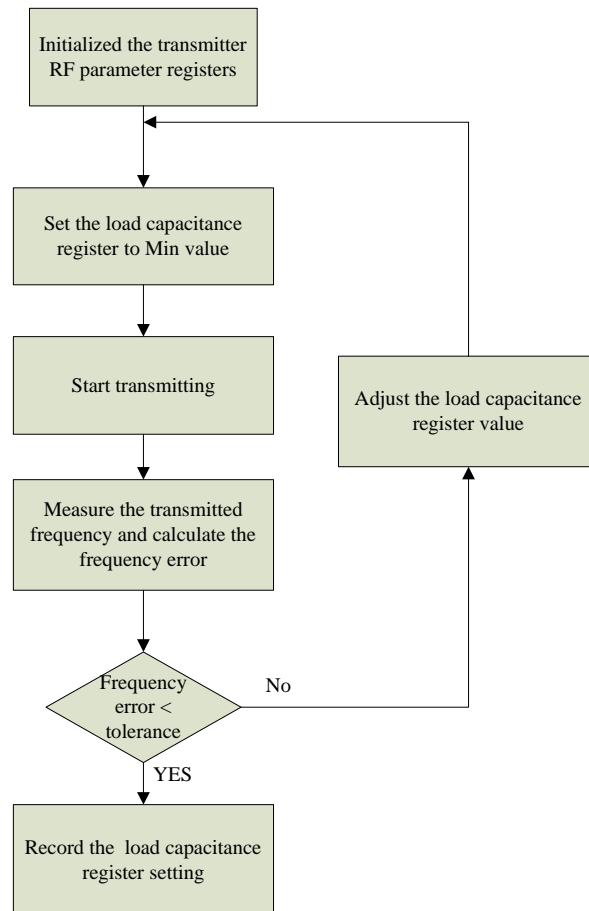 Initialized the transmitter
RF parameter registers
Set the load capacitance
register to Min value
Start transmitting
Adjust the load capacitance
register value
Measure the transmitted
frequency and calculate the
frequency error
Frequency
error <
tolerance
No
YES
Record the load capacitance
register setting